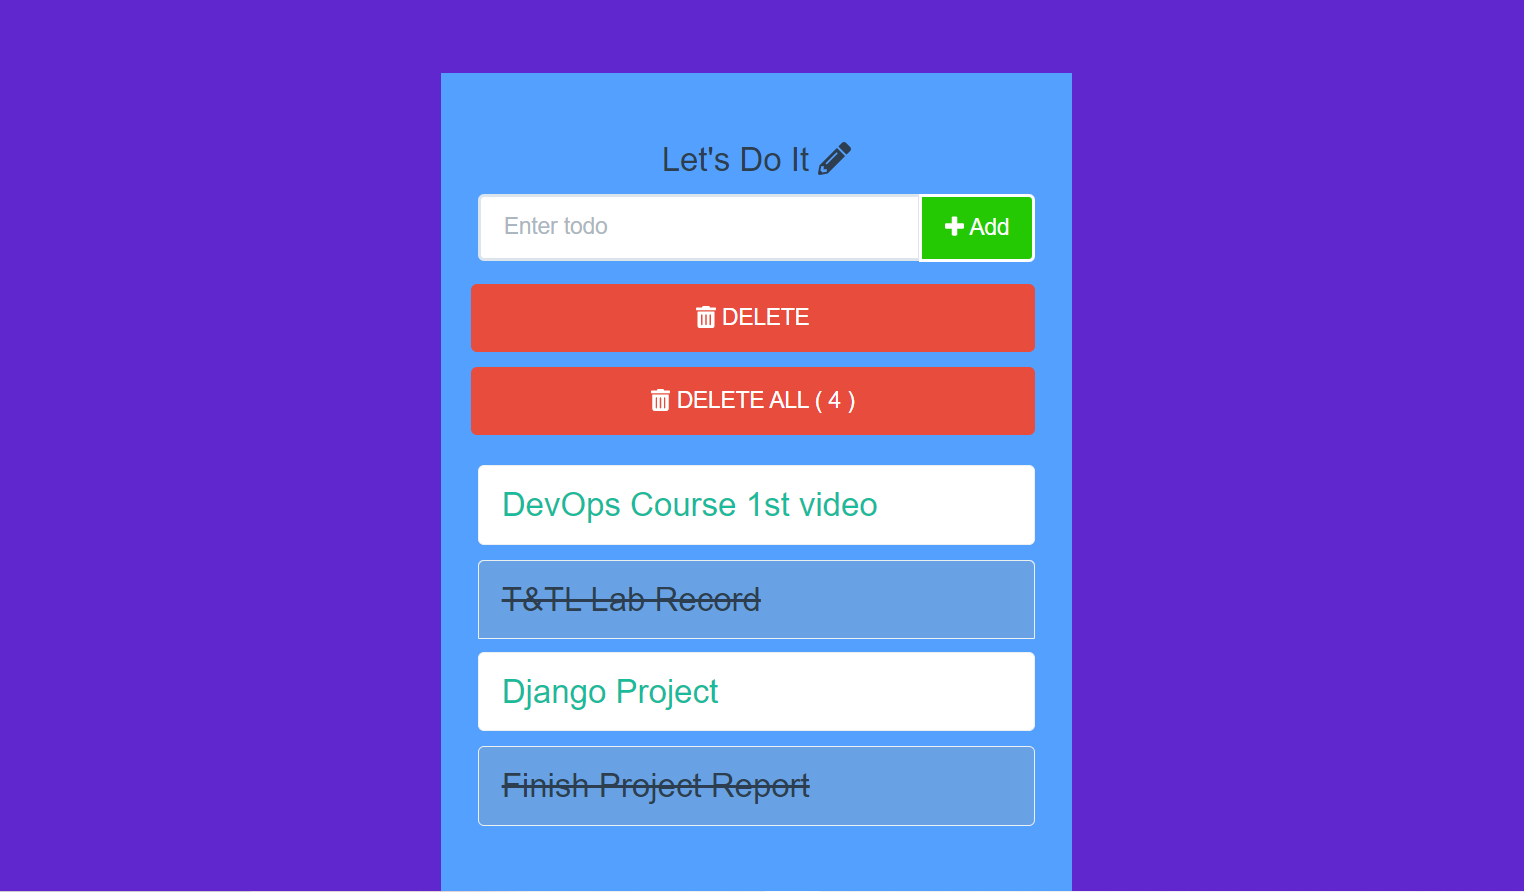 Let's Do It
Enter todo
Add
DELETE
DELETE ALL ( 4 )
DevOps Course 1st video
T&TL Lab Record
Django Project
Finish Project Report